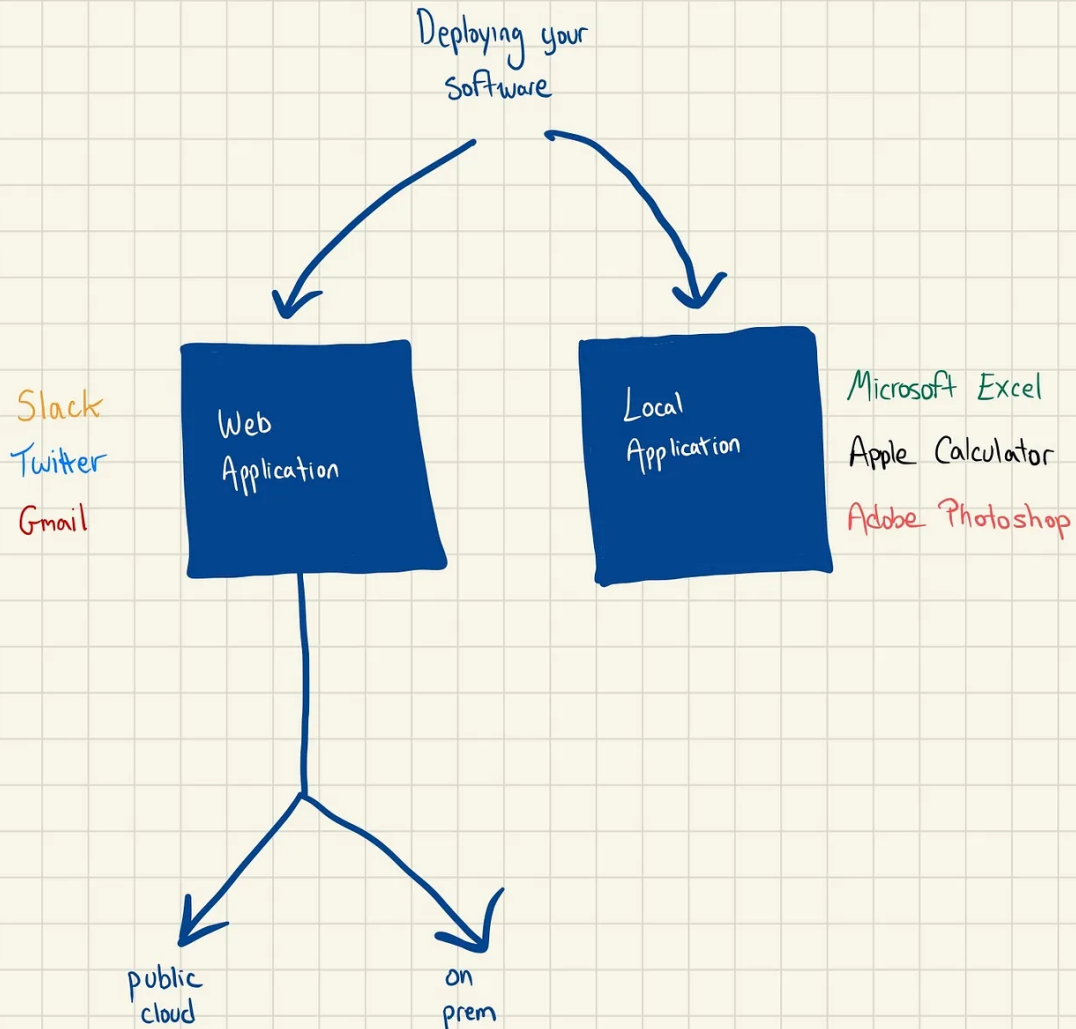 Deploying your
software
Slack
Twitter
Gmail
Web
Application
Local
Application
Microsoft Excel
Apple Calculator
Adobe Photoshop
public
cloud
on
prem